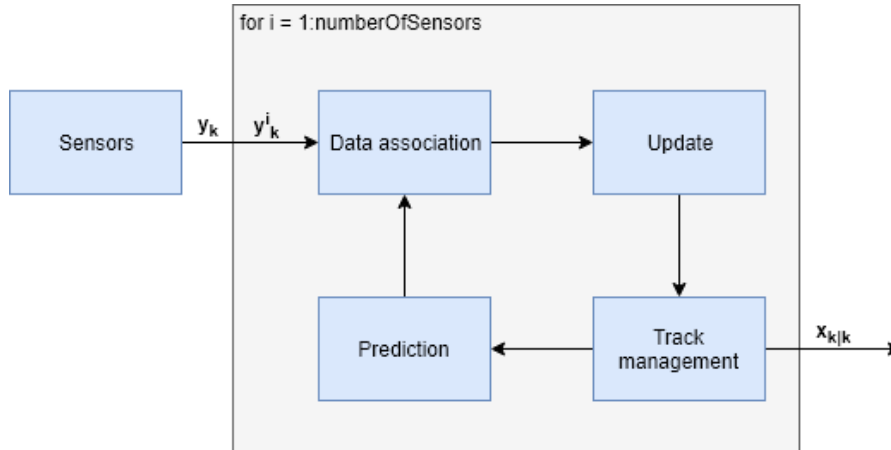 for i = 1:numberOfSensors
Sensors
yₖ
yⁱₖ
Data association
Update
Prediction
Track
management
xₖ|ₖ